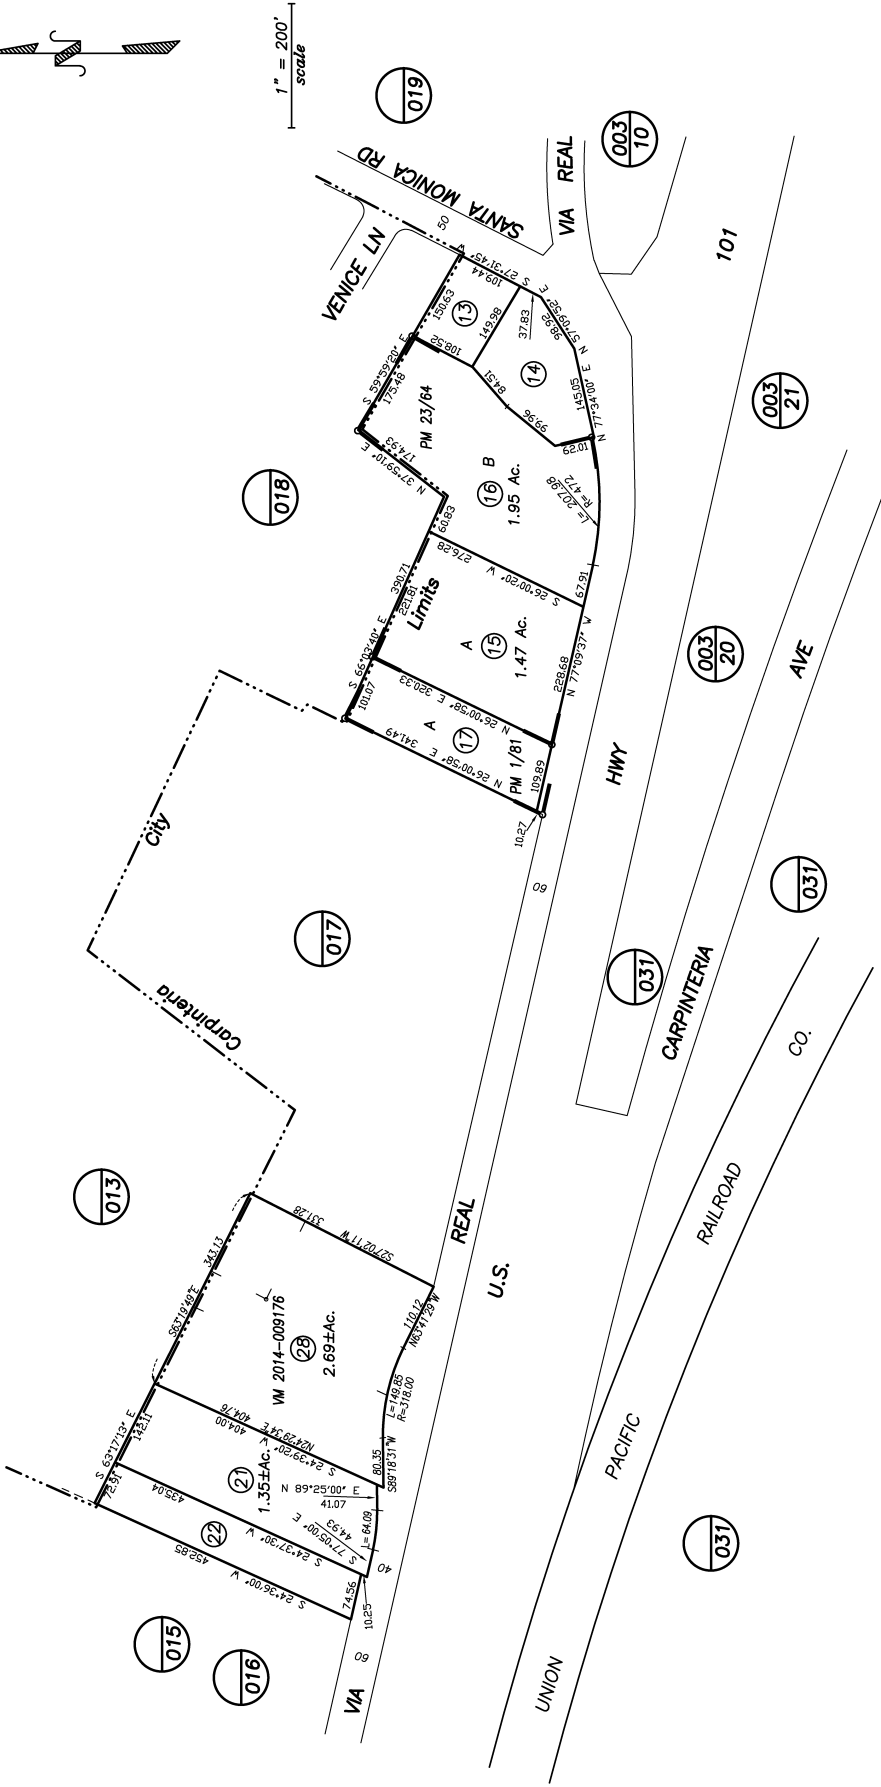 1" = 200'
scale
019
003
10
VIA REAL
SANTA MONICA RD
50
VENICE LN
101
S 27°31'45" W
109.44
150.63
13
149.98
37.83
108.52
98.92
N 57°09'52" E
S 59°59'20" E
175.48
PM 23/64
84.51
14
99.96
145.05
N 77°34'00" E
62.01
003
21
174.93
N 37°59'10" E
018
B
16
1.95 Ac.
L= 207.98
R= 472
60.83
276.28
S 26°00'20" W
67.91
390.71
221.81
Limits
S 66°03'40" E
A
15
1.47 Ac.
228.68
N 77°09'37" W
320.33
N 26°00'58" E
101.07
A
17
341.49
N 26°00'58" E
PM 1/81
109.89
10.27
003
20
AVE
HWY
60
City
Carpinteria
017
031
031
CARPINTERIA
CO.
RAILROAD
013
331.28
S27°02'11"W
REAL
U.S.
343.13
S63°19'49"E
VM 2014-009176
28
2.69±Ac.
110.12
N63°41'29"W
L=149.85
R=318.00
404.76
N24°29'34"E
404.00
S 24°39'20" W
80.35
S89°18'31"W
S 63°17'13" E
142.11
72.91
21
1.35±Ac.
N 89°25'00" E
41.07
435.04
S 24°37'30" W
S 77°05'00" E
44.93
L= 64.09
40
22
452.85
S 24°36'00" W
74.56
10.25
60
VIA
015
016
PACIFIC
UNION
031